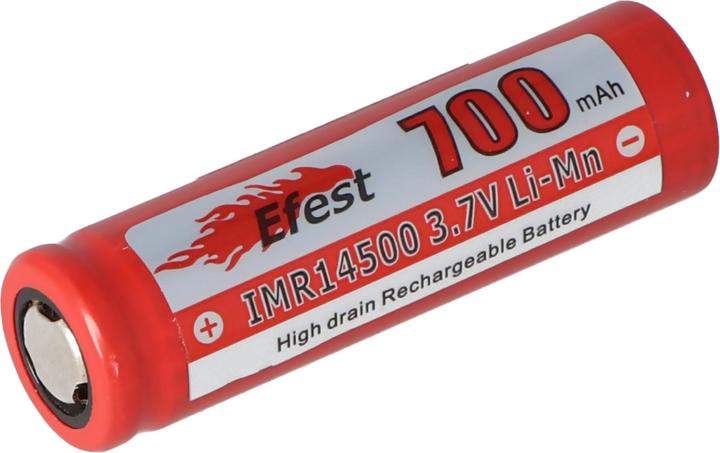 700 mAh
Efest
+ IMR14500 3.7V Li-Mn -
High drain Rechargeable Battery